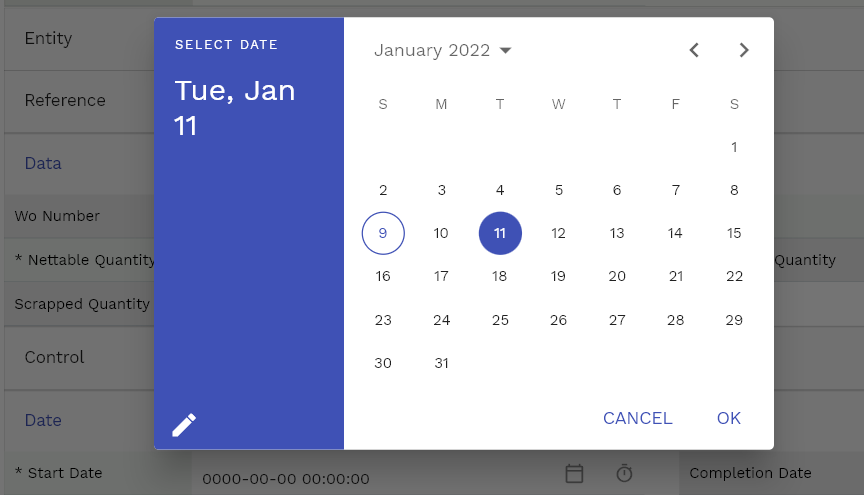 Entity
Reference
Data
Wo Number
* Nettable Quantity
Scrapped Quantity
Control
Date
* Start Date
SELECT DATE
Tue, Jan
11
January 2022
S M T W T F S
1
2 3 4 5 6 7 8
9 10 11 12 13 14 15
16 17 18 19 20 21 22
23 24 25 26 27 28 29
30 31
CANCEL OK
Quantity
0000-00-00 00:00:00
Completion Date